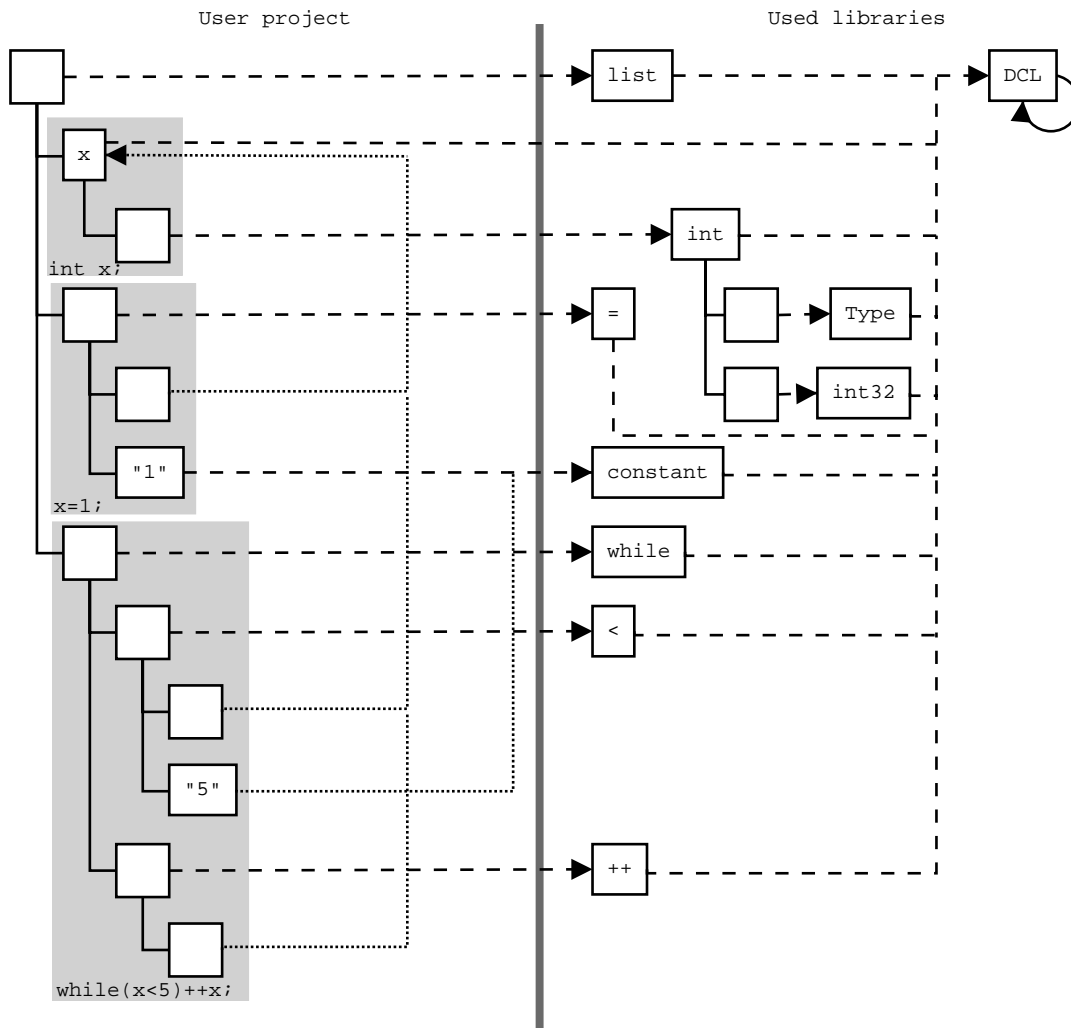 User project
Used libraries
list
DCL
x
int
int x;
=
Type
int32
"1"
constant
x=1;
while
<
"5"
++
while(x<5)++x;